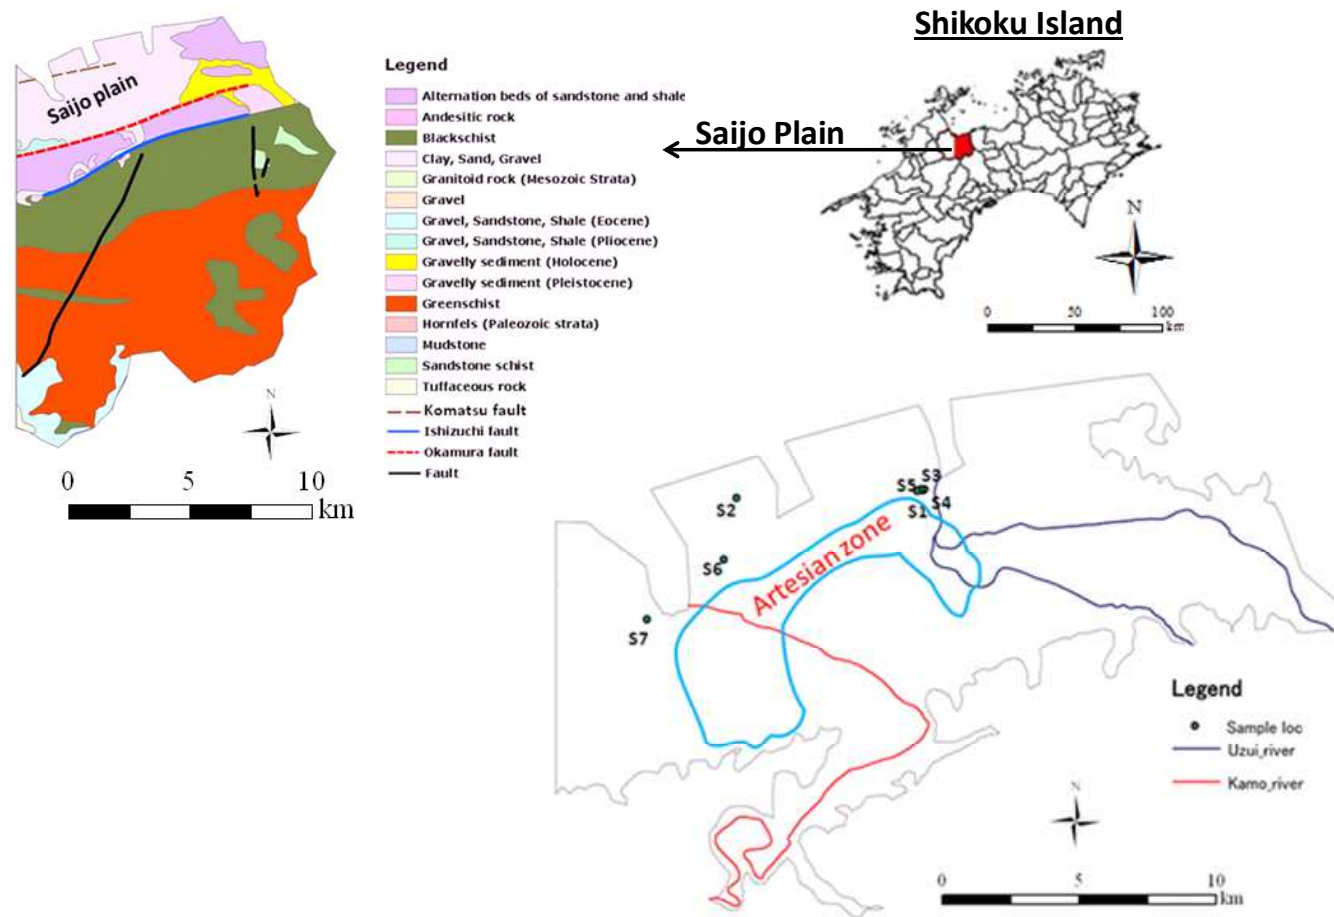 Shikoku Island
Saijo Plain
N
0 50 100
km
Saijo plain
N
0 5 10
km
Legend
Alternation beds of sandstone and shale
Andesitic rock
Blackschist
Clay, Sand, Gravel
Granitoid rock (Mesozoic Strata)
Gravel
Gravel, Sandstone, Shale (Eocene)
Gravel, Sandstone, Shale (Pliocene)
Gravelly sediment (Holocene)
Gravelly sediment (Pleistocene)
Greenschist
Hornfels (Paleozoic strata)
Mudstone
Sandstone schist
Tuffaceous rock
Komatsu fault
Ishizuchi fault
Okamura fault
Fault
S3
S5
S2
S1
S4
S6
S7
Artesian zone
Legend
Sample loc
Uzui_river
Kamo_river
N
0 5 10
km